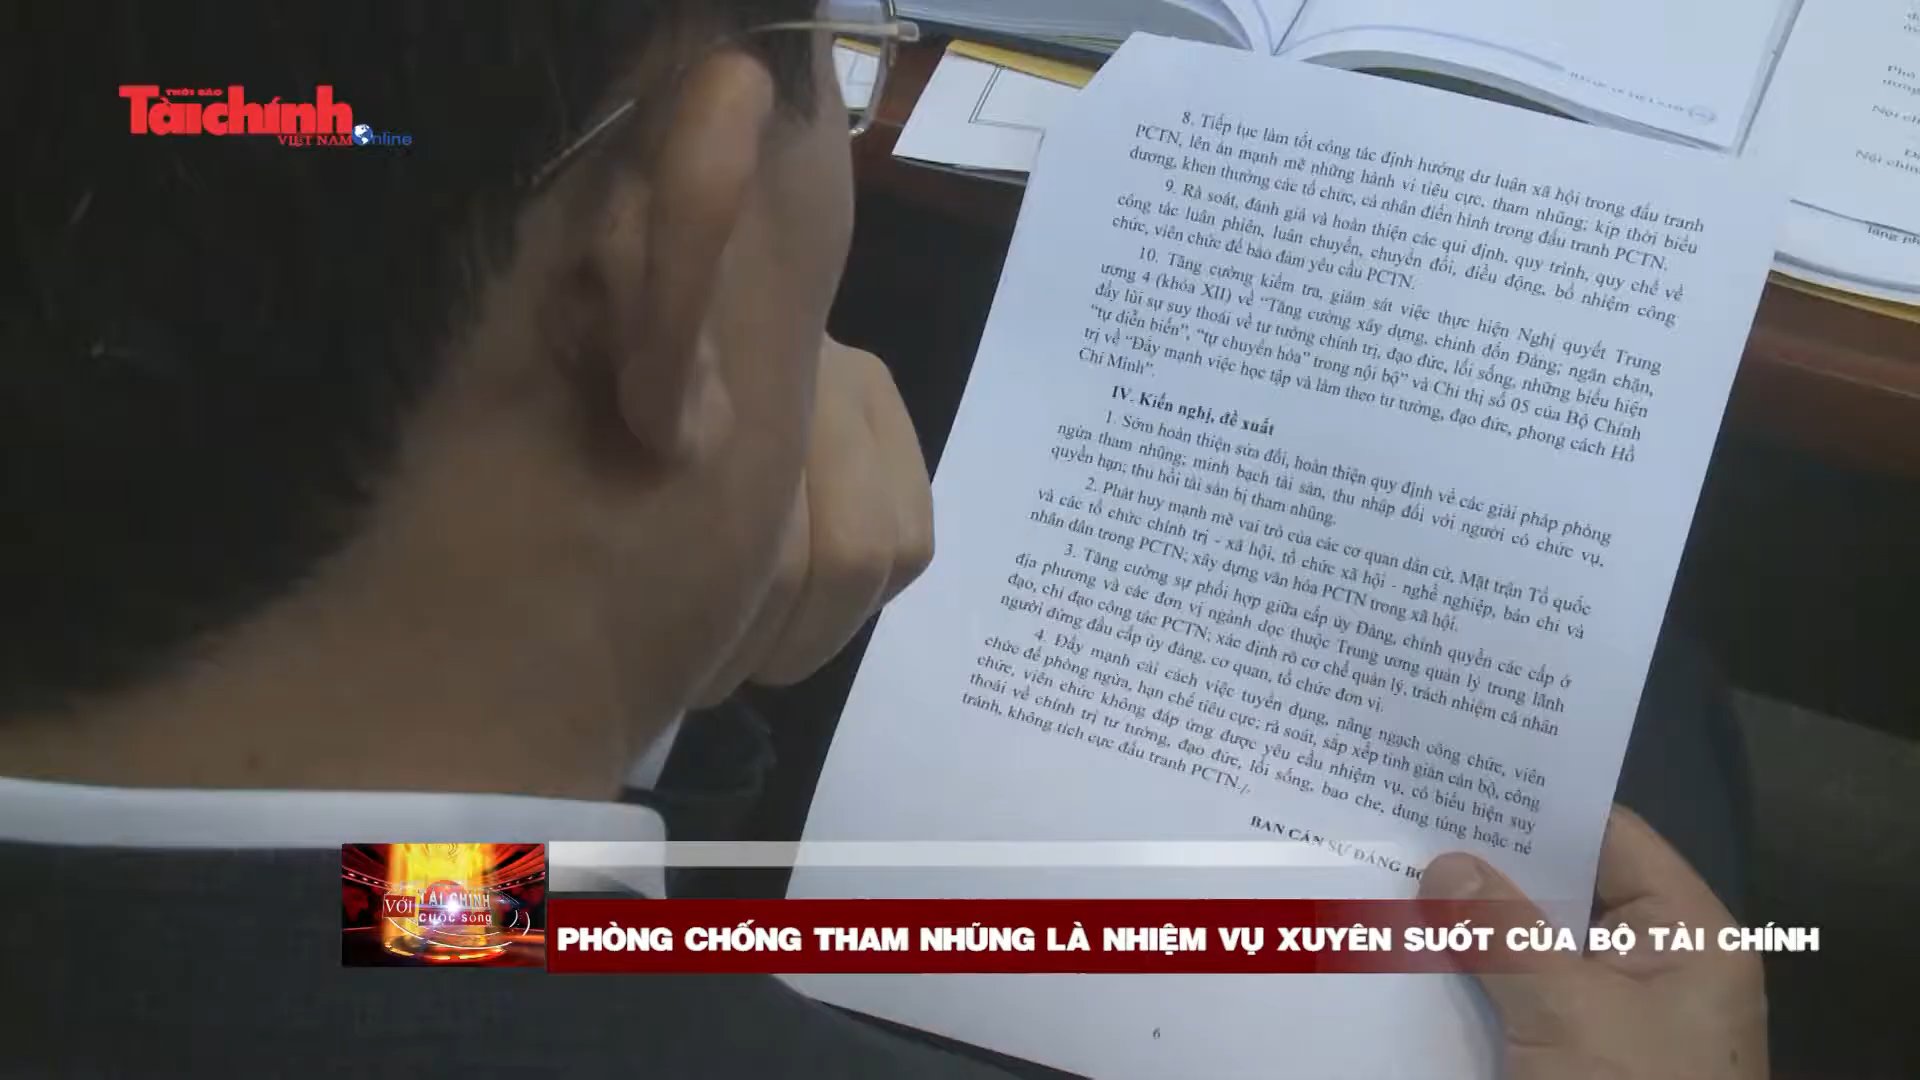 THỜI BÁO
Tàichính
VIỆT NAM Online
8. Tiếp tục làm tốt công tác định hướng dư luận xã hội trong đấu tranh
PCTN, lên án mạnh mẽ những hành vi tiêu cực, tham nhũng; kịp thời biểu
dương, khen thưởng các tổ chức, cá nhân điển hình trong đấu tranh PCTN.
9. Rà soát, đánh giá và hoàn thiện các qui định, quy trình, quy chế về
công tác luân phiên, luân chuyển, chuyển đổi, điều động, bổ nhiệm công
chức, viên chức để bảo đảm yêu cầu PCTN.
10. Tăng cường kiểm tra, giám sát việc thực hiện Nghị quyết Trung
ương 4 (khóa XII) về "Tăng cường xây dựng, chỉnh đốn Đảng; ngăn chặn,
đẩy lùi sự suy thoái về tư tưởng chính trị, đạo đức, lối sống, những biểu hiện
"tự diễn biến", "tự chuyển hóa" trong nội bộ" và Chỉ thị số 05 của Bộ Chính
trị về "Đẩy mạnh việc học tập và làm theo tư tưởng, đạo đức, phong cách Hồ
Chí Minh".
IV. Kiến nghị, đề xuất
1. Sớm hoàn thiện sửa đổi, hoàn thiện quy định về các giải pháp phòng
ngừa tham nhũng; minh bạch tài sản, thu nhập đối với người có chức vụ,
quyền hạn; thu hồi tài sản bị tham nhũng.
2. Phát huy mạnh mẽ vai trò của các cơ quan dân cử, Mặt trận Tổ quốc
và các tổ chức chính trị - xã hội, tổ chức xã hội - nghề nghiệp, báo chí và
nhân dân trong PCTN; xây dựng văn hóa PCTN trong xã hội.
3. Tăng cường sự phối hợp giữa cấp ủy Đảng, chính quyền các cấp ở
địa phương và các đơn vị ngành dọc thuộc Trung ương quản lý trong lãnh
đạo, chỉ đạo công tác PCTN; xác định rõ cơ chế quản lý, trách nhiệm cá nhân
người đứng đầu cấp ủy đảng, cơ quan, tổ chức đơn vị.
4. Đẩy mạnh cải cách việc tuyển dụng, nâng ngạch công chức, viên
chức để phòng ngừa, hạn chế tiêu cực; rà soát, sắp xếp tinh giản cán bộ, công
chức, viên chức không đáp ứng được yêu cầu nhiệm vụ, có biểu hiện suy
thoái về chính trị tư tưởng, đạo đức, lối sống, bao che, dung túng hoặc né
tránh, không tích cực đấu tranh PCTN./.
BAN CÁN SỰ ĐẢNG BỘ
6
TÀI CHÍNH
VỚI
CUỘC SỐNG
PHÒNG CHỐNG THAM NHŨNG LÀ NHIỆM VỤ XUYÊN SUỐT CỦA BỘ TÀI CHÍNH